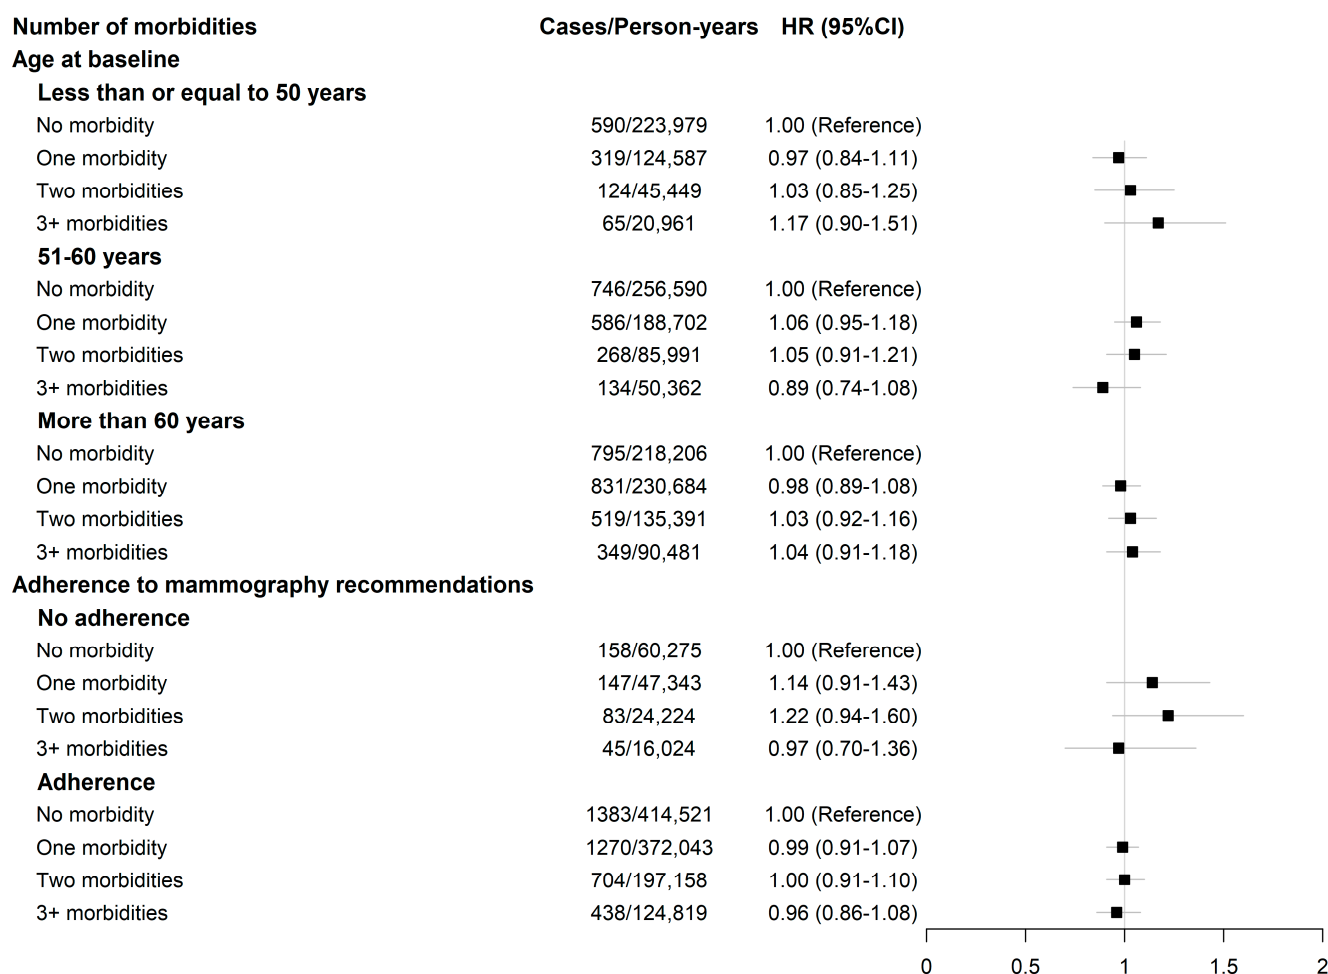 Number of morbidities Cases/Person-years HR (95%CI)
Age at baseline
Less than or equal to 50 years
No morbidity 590/223,979 1.00 (Reference)
One morbidity 319/124,587 0.97 (0.84-1.11)
Two morbidities 124/45,449 1.03 (0.85-1.25)
3+ morbidities 65/20,961 1.17 (0.90-1.51)
51-60 years
No morbidity 746/256,590 1.00 (Reference)
One morbidity 586/188,702 1.06 (0.95-1.18)
Two morbidities 268/85,991 1.05 (0.91-1.21)
3+ morbidities 134/50,362 0.89 (0.74-1.08)
More than 60 years
No morbidity 795/218,206 1.00 (Reference)
One morbidity 831/230,684 0.98 (0.89-1.08)
Two morbidities 519/135,391 1.03 (0.92-1.16)
3+ morbidities 349/90,481 1.04 (0.91-1.18)
Adherence to mammography recommendations
No adherence
No morbidity 158/60,275 1.00 (Reference)
One morbidity 147/47,343 1.14 (0.91-1.43)
Two morbidities 83/24,224 1.22 (0.94-1.60)
3+ morbidities 45/16,024 0.97 (0.70-1.36)
Adherence
No morbidity 1383/414,521 1.00 (Reference)
One morbidity 1270/372,043 0.99 (0.91-1.07)
Two morbidities 704/197,158 1.00 (0.91-1.10)
3+ morbidities 438/124,819 0.96 (0.86-1.08)
0 0.5 1 1.5 2